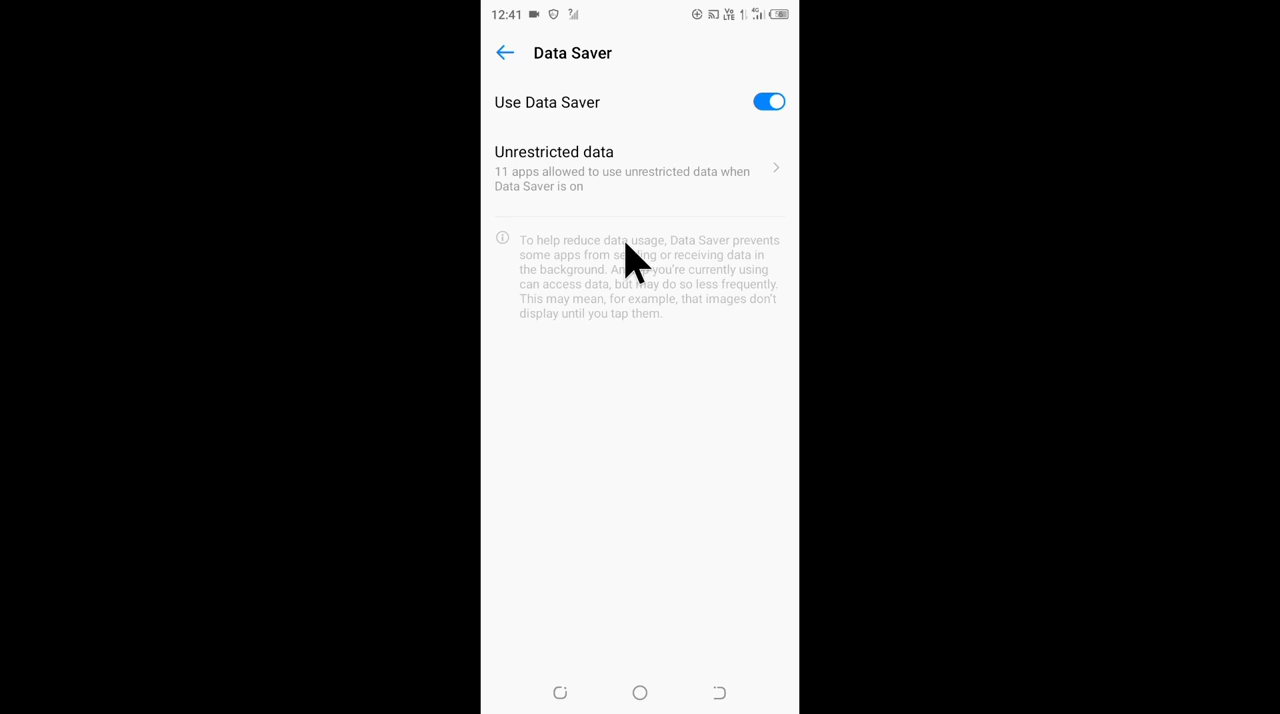 12:41
Data Saver
Use Data Saver
Unrestricted data
11 apps allowed to use unrestricted data when
Data Saver is on
To help reduce data usage, Data Saver prevents
some apps from or receiving data in
the background. you're currently using
can access data, but may do so less frequently.
This may mean, for example, that images don't
display until you tap them.